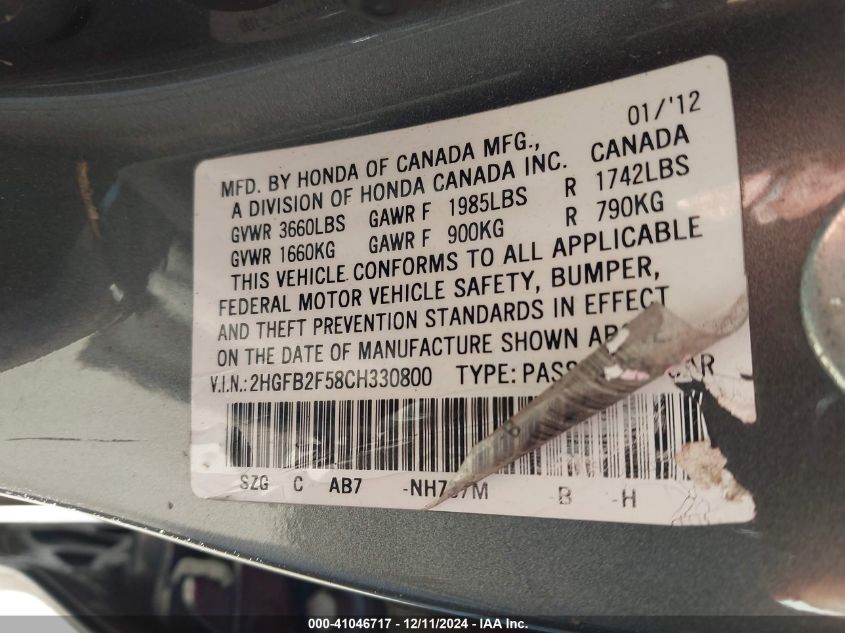 01/'12
MFD. BY HONDA OF CANADA MFG.,
A DIVISION OF HONDA CANADA INC. CANADA
GVWR 3660LBS GAWR F 1985LBS R 1742LBS
GVWR 1660KG GAWR F 900KG R 790KG
THIS VEHICLE CONFORMS TO ALL APPLICABLE
FEDERAL MOTOR VEHICLE SAFETY, BUMPER,
AND THEFT PREVENTION STANDARDS IN EFFECT
ON THE DATE OF MANUFACTURE SHOWN
V.I.N.:2HGFB2F58CH330800 TYPE:PASS
SZG C AB7 -B -H
000-41046717 - 12/11/2024 - IAA Inc.